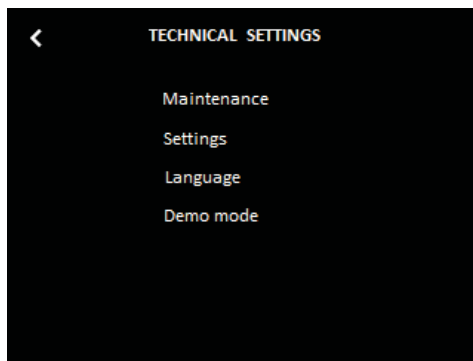 TECHNICAL SETTINGS
Maintenance
Settings
Language
Demo mode